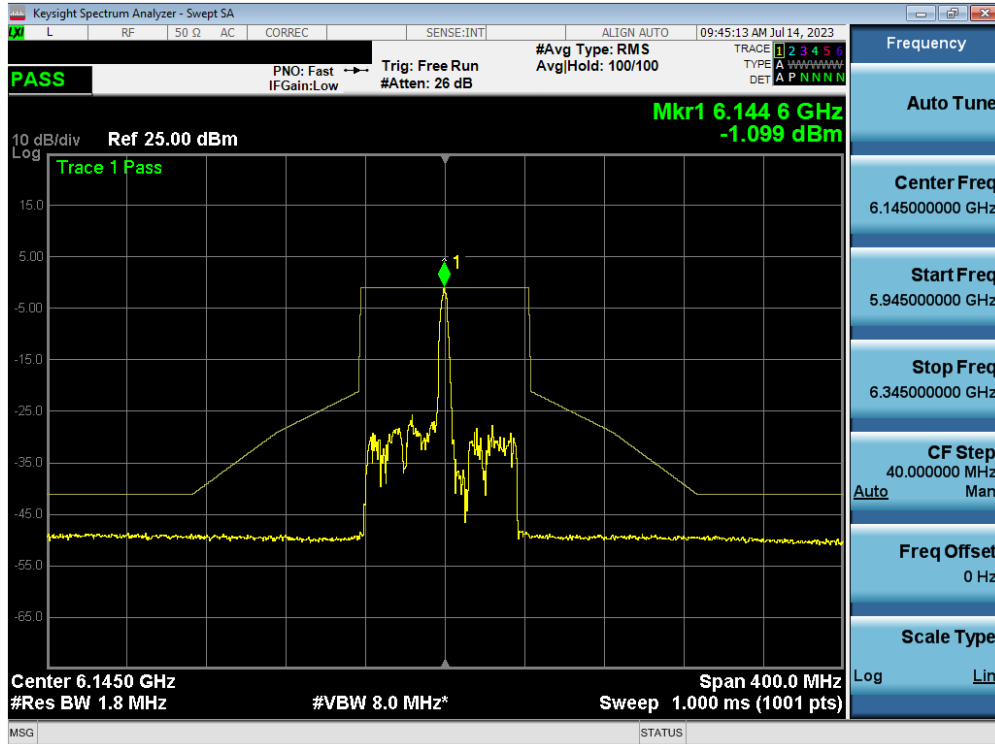 Keysight Spectrum Analyzer - Swept SA
LXI L RF 50 Ω AC CORREC SENSE:INT ALIGN AUTO 09:45:13 AM Jul 14, 2023
PASS
PNO: Fast
IFGain:Low
Trig: Free Run
#Atten: 26 dB
#Avg Type: RMS
Avg|Hold: 100/100
TRACE 1 2 3 4 5 6
TYPE A WWWWW
DET A P N N N N
Mkr1 6.144 6 GHz
-1.099 dBm
10 dB/div Ref 25.00 dBm
Log
Trace 1 Pass
1
15.0
5.00
-5.00
-15.0
-25.0
-35.0
-45.0
-55.0
-65.0
Center 6.1450 GHz Span 400.0 MHz
#Res BW 1.8 MHz #VBW 8.0 MHz* Sweep 1.000 ms (1001 pts)
MSG STATUS
Frequency
Auto Tune
Center Freq
6.145000000 GHz
Start Freq
5.945000000 GHz
Stop Freq
6.345000000 GHz
CF Step
40.000000 MHz
Auto Man
Freq Offset
0 Hz
Scale Type
Log Lin